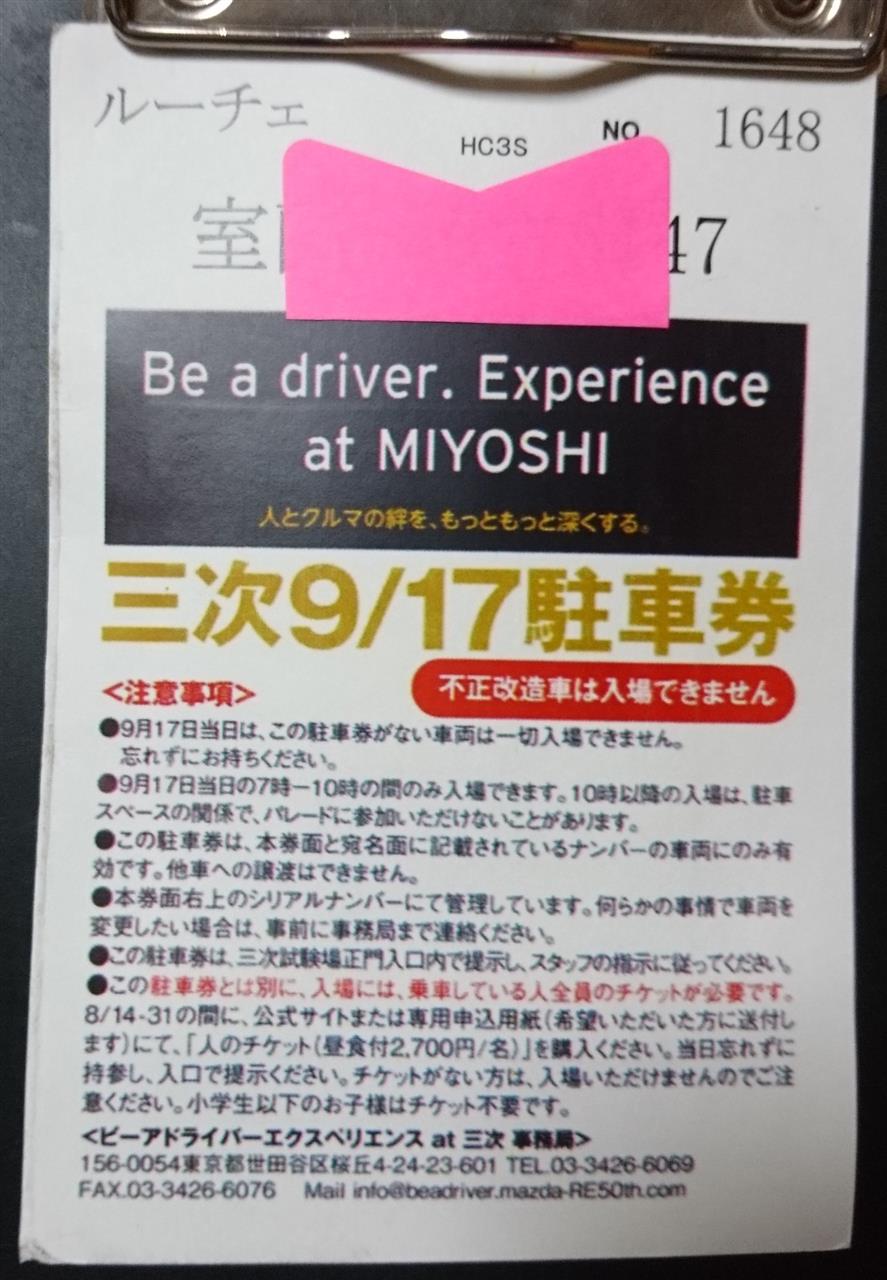 ルーチェ HC3S NO 1648
室 47
Be a driver. Experience
at MIYOSHI
人とクルマの絆を、もっともっと深くする。
三次9/17駐車券
<注意事項> 不正改造車は入場できません
●9月17日当日は、この駐車券がない車両は一切入場できません。
忘れずにお持ちください。
●9月17日当日の7時ー10時の間のみ入場できます。10時以降の入場は、駐車
スペースの関係で、パレードに参加いただけないことがあります。
●この駐車券は、本券面と宛名面に記載されているナンバーの車両にのみ有
効です。他車への譲渡はできません。
●本券面右上のシリアルナンバーにて管理しています。何らかの事情で車両を
変更したい場合は、事前に事務局まで連絡ください。
●この駐車券は、三次試験場正門入口内で提示し、スタッフの指示に従ってください。
●この駐車券とは別に、入場には、乗車している人全員のチケットが必要です。
8/14-31の間に、公式サイトまたは専用申込用紙(希望いただいた方に送付し
ます)にて、「人のチケット(昼食付2,700円/名)」を購入ください。当日忘れずに
持参し、入口で提示ください。チケットがない方は、入場いただけませんのでご注
意ください。小学生以下のお子様はチケット不要です。
<ビーアドライバーエクスペリエンス at 三次 事務局>
156-0054東京都世田谷区桜丘4-24-23-601 TEL.03-3426-6069
FAX.03-3426-6076 Mail info@beadriver.mazda-RE50th.com